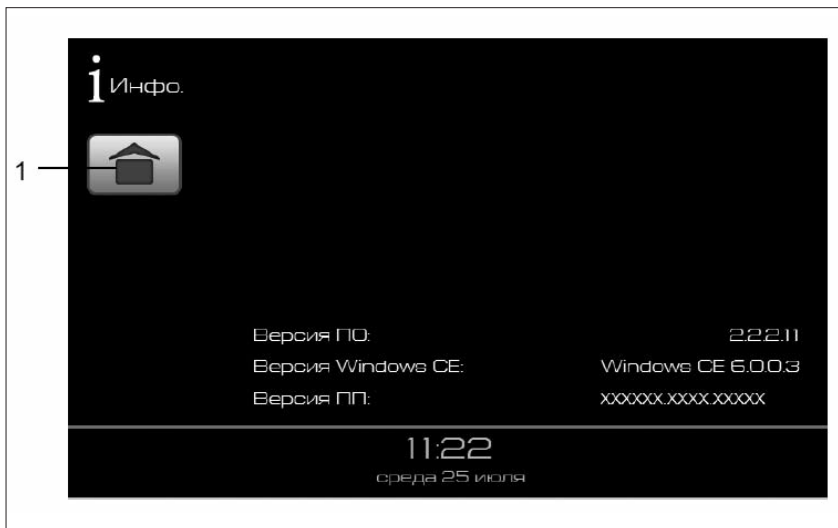 i Инфо.
1
Версия ПО: 2.2.2.11
Версия Windows CE: Windows CE 6.0.0.3
Версия ПП: XXXXXX.XXXX.XXXXX
11:22
среда 25 июля